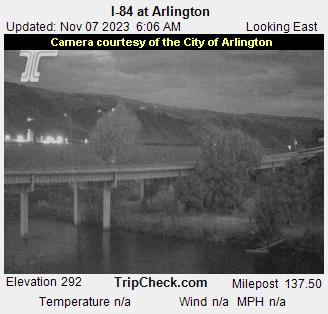 I-84 at Arlington
Updated: Nov 07 2023 6:06 AM Looking East
Camera courtesy of the City of Arlington
Elevation 292 TripCheck.com Milepost 137.50
Temperature n/a Wind n/a MPH n/a